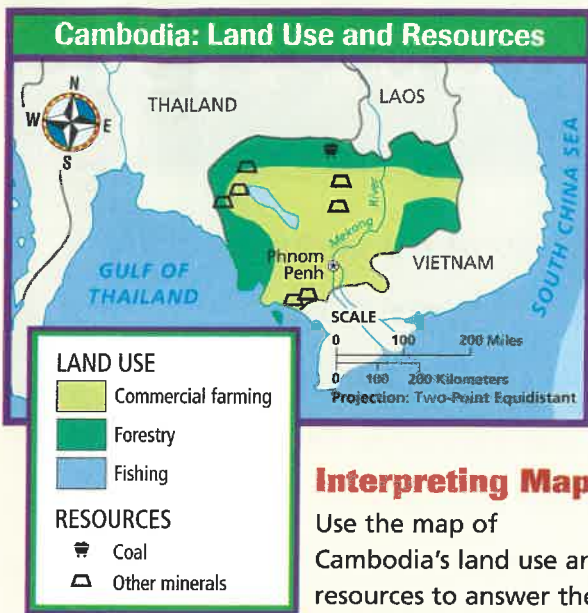 Cambodia: Land Use and Resources
N
W
E
S
THAILAND
LAOS
SOUTH CHINA SEA
Mekong River
Phnom
Penh
VIETNAM
GULF OF
THAILAND
SCALE
0 100 200 Miles
0 100 200 Kilometers
Projection: Two-Point Equidistant
LAND USE
Commercial farming
Forestry
Fishing
RESOURCES
Coal
Other minerals
Interpreting Map
Use the map of
Cambodia's land use an
resources to answer the